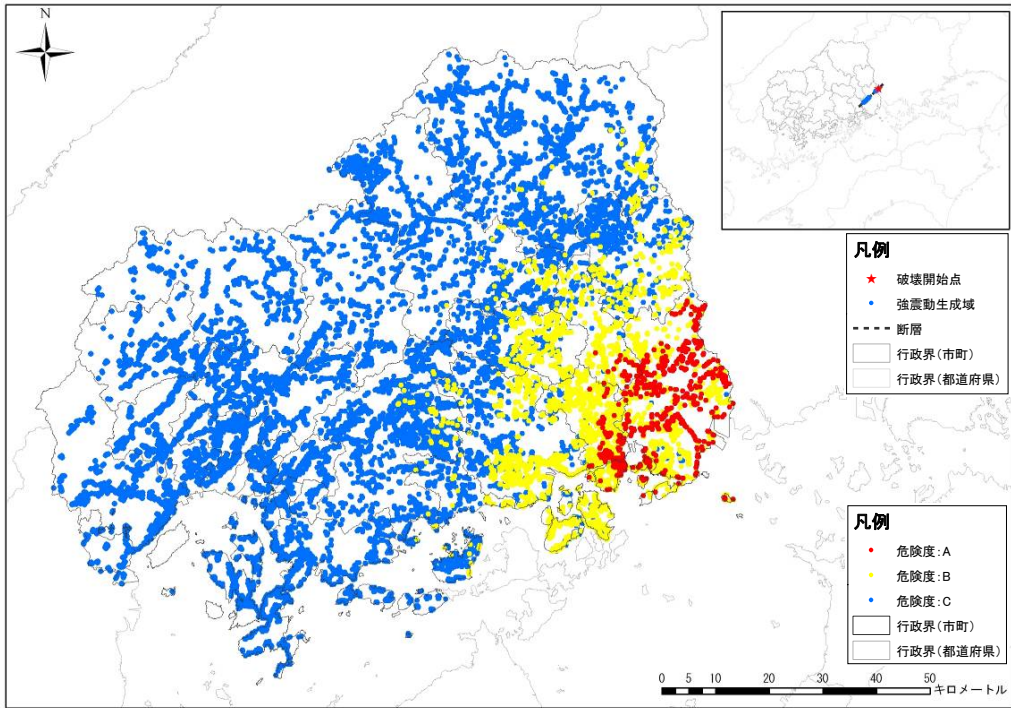 N
凡例
破壊開始点
強震動生成域
断層
行政界(市町)
行政界(都道府県)
凡例
危険度:A
危険度:B
危険度:C
行政界(市町)
行政界(都道府県)
0 5 10 20 30 40 50
キロメートル